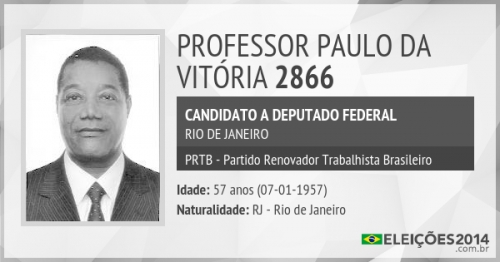 PROFESSOR PAULO DA
VITÓRIA 2866
CANDIDATO A DEPUTADO FEDERAL
RIO DE JANEIRO
PRTB - Partido Renovador Trabalhista Brasileiro
Idade: 57 anos (07-01-1957)
Naturalidade: RJ - Rio de Janeiro
ELEIÇÕES2014
.com.br